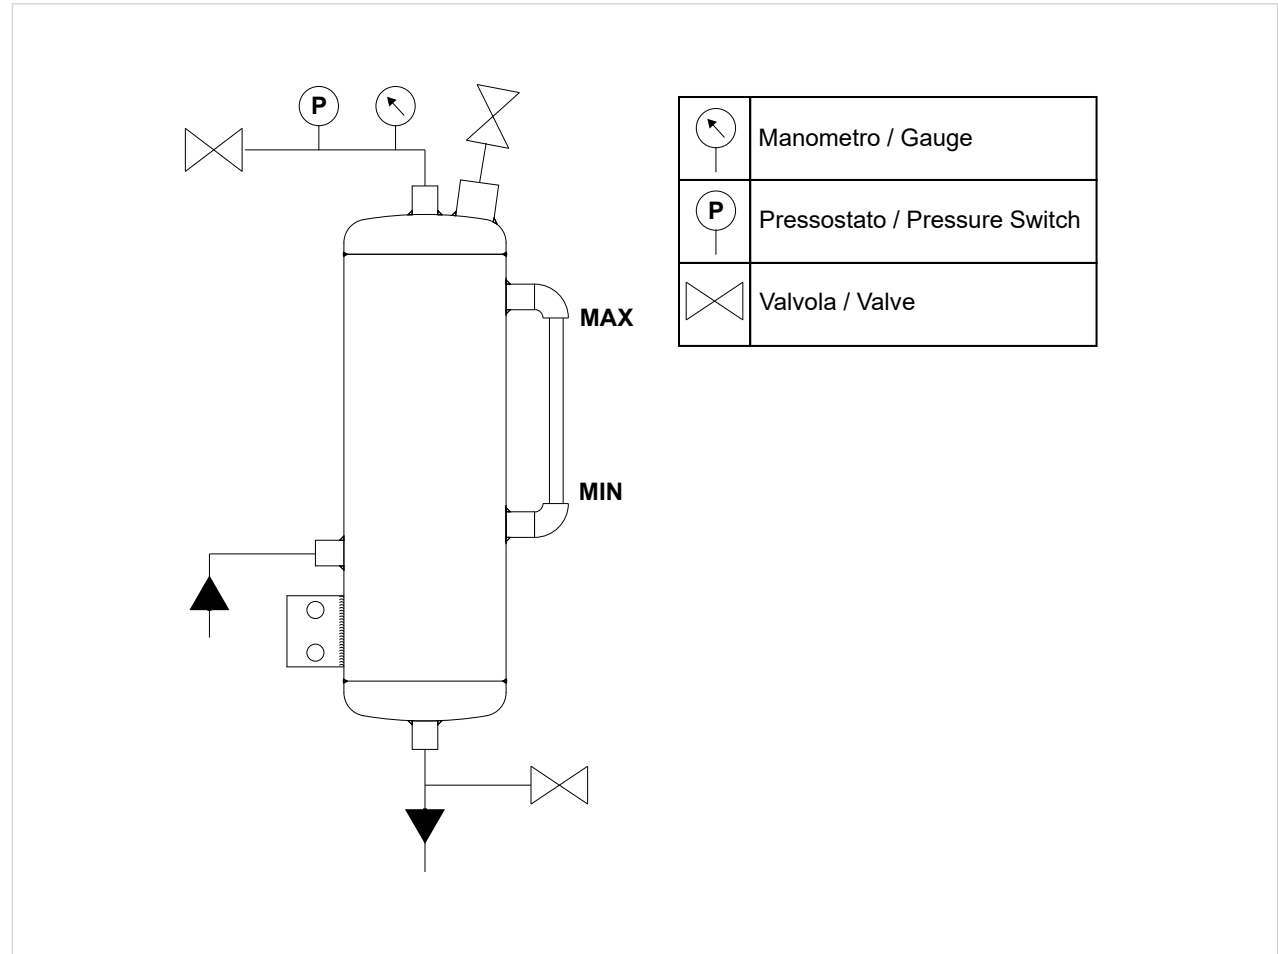 P
Manometro / Gauge
P
Pressostato / Pressure Switch
Valvola / Valve
MAX
MIN